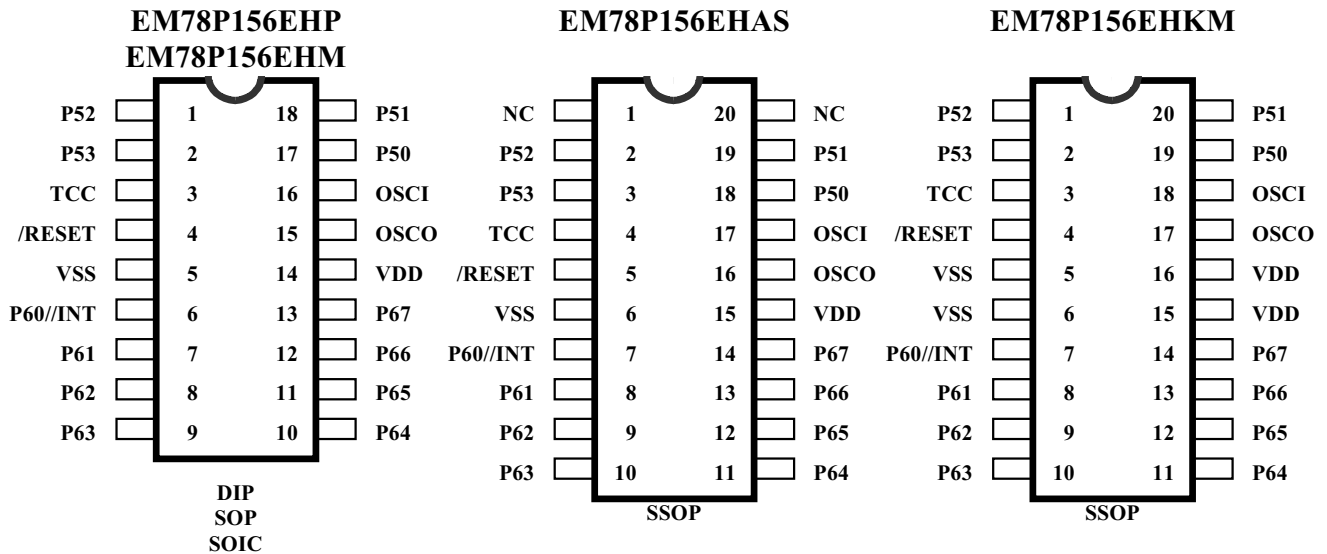 EM78P156EHP
EM78P156EHM
P52 1 18 P51
P53 2 17 P50
TCC 3 16 OSCI
/RESET 4 15 OSCO
VSS 5 14 VDD
P60//INT 6 13 P67
P61 7 12 P66
P62 8 11 P65
P63 9 10 P64
DIP
SOP
SOIC
EM78P156EHAS
NC 1 20 NC
P52 2 19 P51
P53 3 18 P50
TCC 4 17 OSCI
/RESET 5 16 OSCO
VSS 6 15 VDD
P60//INT 7 14 P67
P61 8 13 P66
P62 9 12 P65
P63 10 11 P64
SSOP
EM78P156EHKM
P52 1 20 P51
P53 2 19 P50
TCC 3 18 OSCI
/RESET 4 17 OSCO
VSS 5 16 VDD
VSS 6 15 VDD
P60//INT 7 14 P67
P61 8 13 P66
P62 9 12 P65
P63 10 11 P64
SSOP